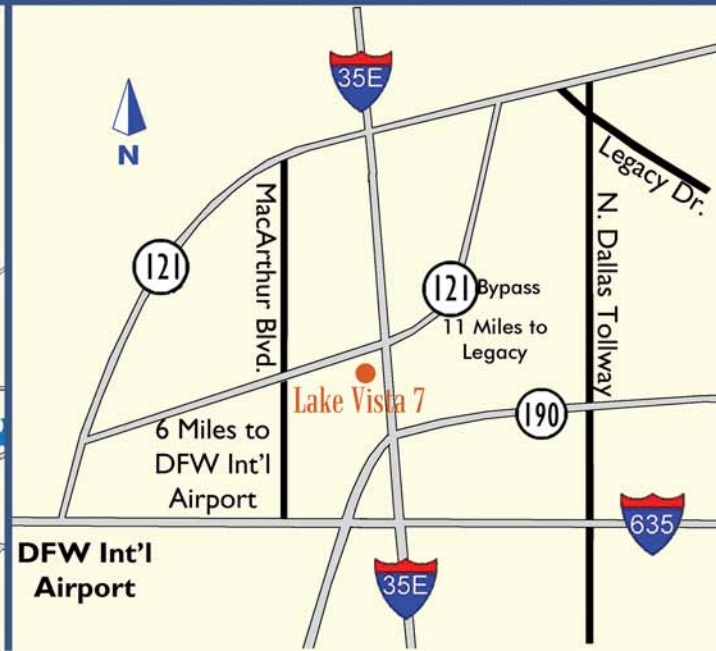 35E
N
Legacy Dr.
MacArthur Blvd.
N. Dallas Tollway
121
121
Bypass
11 Miles to
Legacy
Lake Vista 7
190
6 Miles to
DFW Int'l
Airport
635
DFW Int'l
Airport
35E